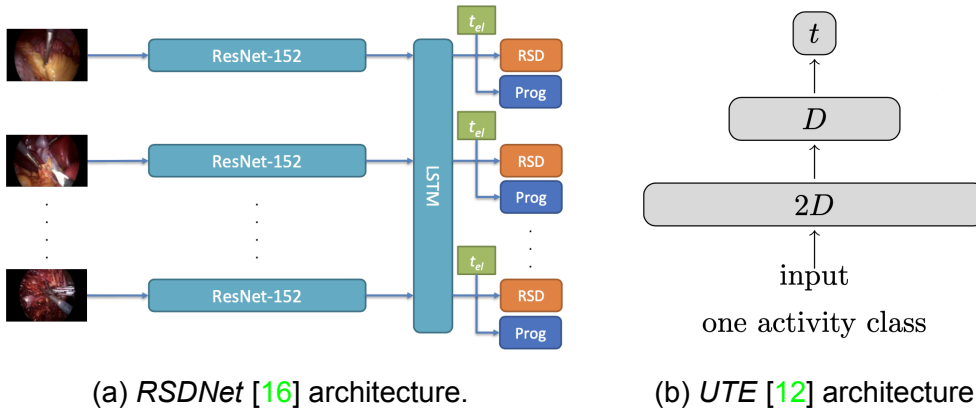 t_el
ResNet-152
RSD
Prog
t_el
ResNet-152
RSD
Prog
LSTM
t_el
ResNet-152
RSD
Prog
(a) RSDNet [16] architecture.
t
D
2D
input
one activity class
(b) UTE [12] architecture